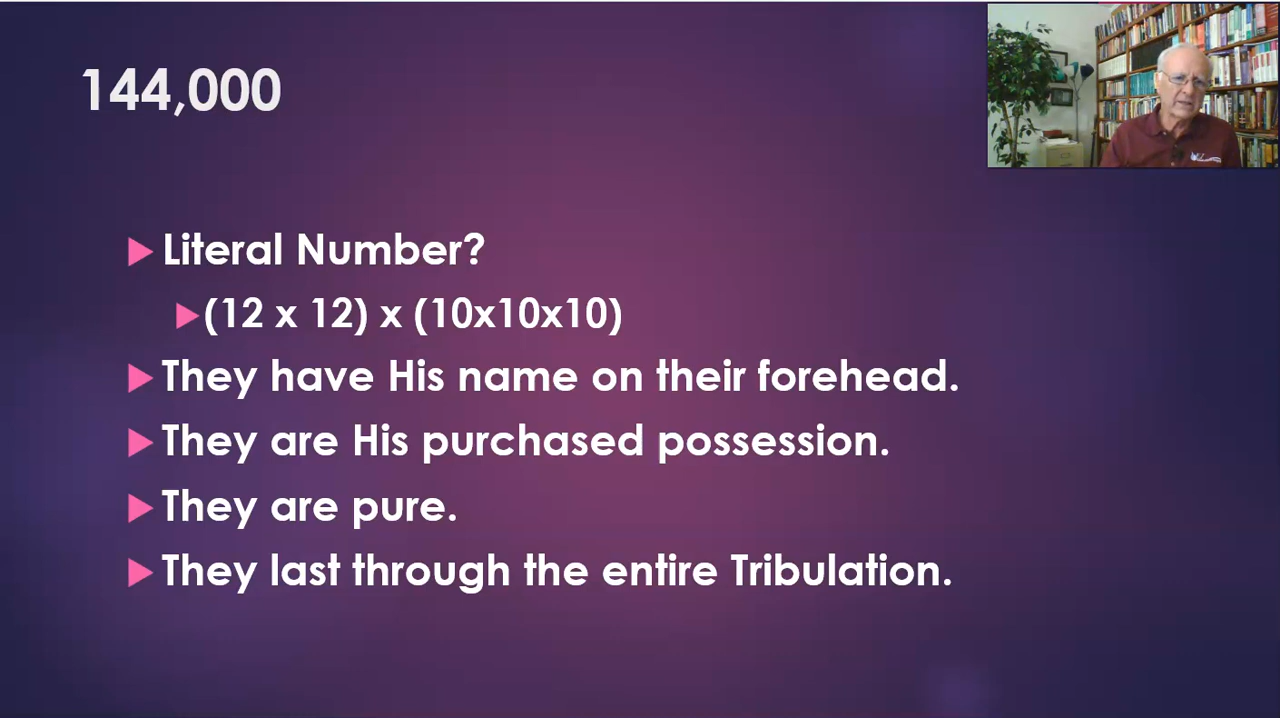 144,000
Literal Number?
(12 x 12) x (10x10x10)
They have His name on their forehead.
They are His purchased possession.
They are pure.
They last through the entire Tribulation.